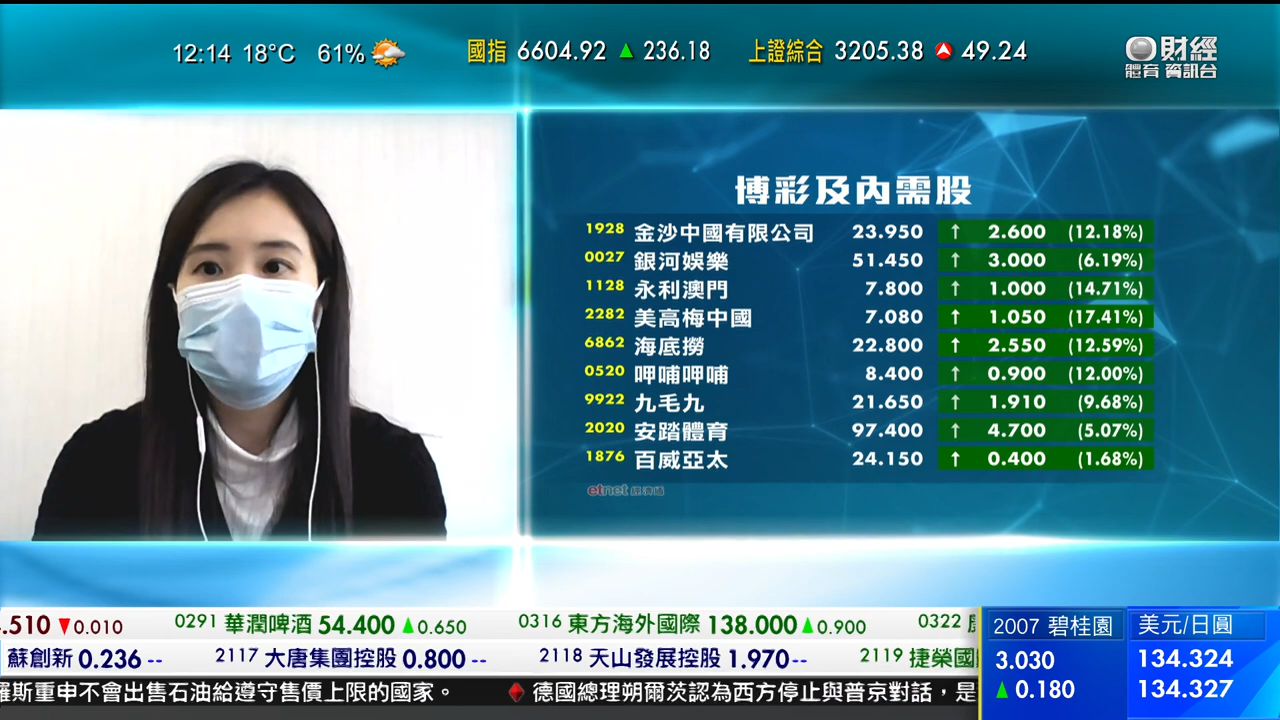 12:14 18°C 61% 國指 6604.92 ▲ 236.18 上證綜合 3205.38 ▲ 49.24
財經
體育 資訊台
博彩及內需股
1928 金沙中國有限公司 23.950 ↑ 2.600 (12.18%)
0027 銀河娛樂 51.450 ↑ 3.000 (6.19%)
1128 永利澳門 7.800 ↑ 1.000 (14.71%)
2282 美高梅中國 7.080 ↑ 1.050 (17.41%)
6862 海底撈 22.800 ↑ 2.550 (12.59%)
0520 呷哺呷哺 8.400 ↑ 0.900 (12.00%)
9922 九毛九 21.650 ↑ 1.910 (9.68%)
2020 安踏體育 97.400 ↑ 4.700 (5.07%)
1876 百威亞太 24.150 ↑ 0.400 (1.68%)
etnet 經濟通
.510 ▼0.010 0291 華潤啤酒 54.400 ▲0.650 0316 東方海外國際 138.000 ▲0.900 0322
蘇創新 0.236 -- 2117 大唐集團控股 0.800 -- 2118 天山發展控股 1.970 -- 2119 捷榮國
羅斯重申不會出售石油給遵守售價上限的國家。 德國總理朔爾茨認為西方停止與普京對話，是
2007 碧桂園
3.030
▲ 0.180
美元/日圓
134.324
134.327